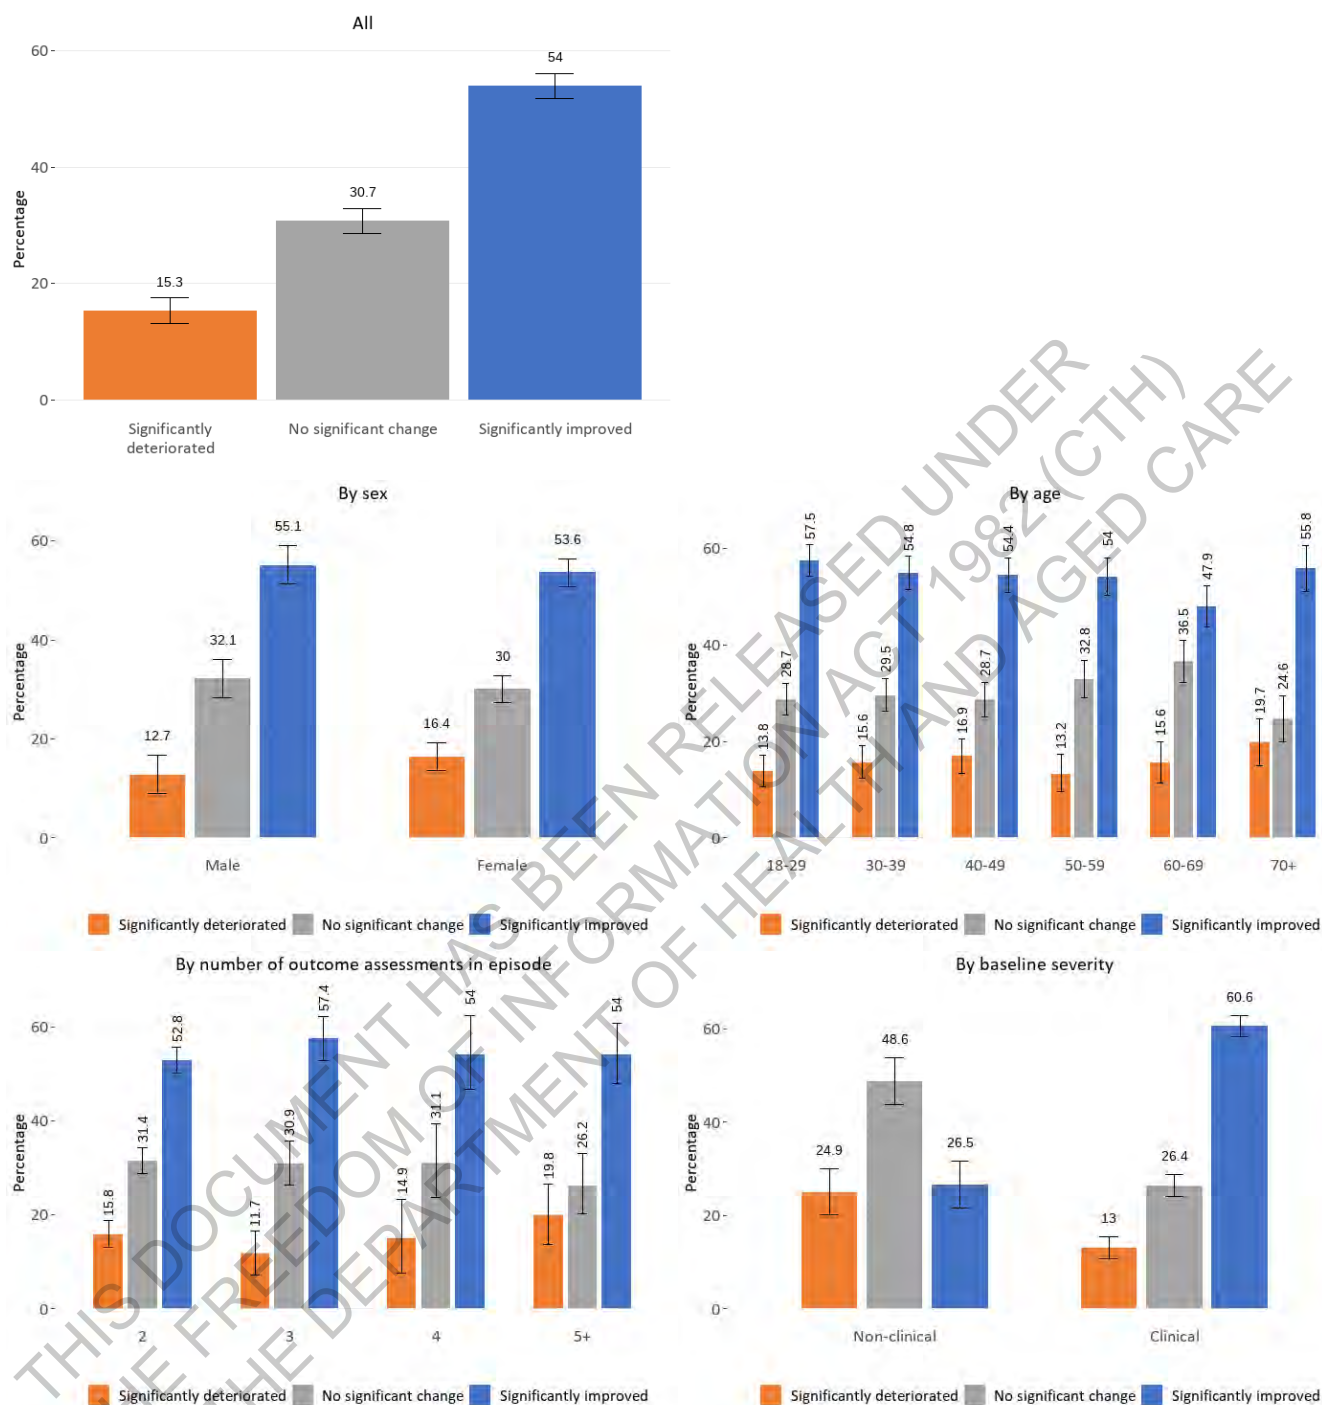 All
60
54
40
30.7
Percentage
20
15.3
0
Significantly deteriorated
No significant change
Significantly improved
By sex
60
55.1
53.6
40
32.1
30
Percentage
20
12.7
16.4
0
Male
Female
Significantly deteriorated No significant change Significantly improved
By age
60
40
Percentage
20
0
13.8 28.7 57.5
15.6 29.5 54.8
16.9 28.7 54.4
13.2 32.8 54
15.6 36.5 47.9
19.7 24.6 55.8
18-29 30-39 40-49 50-59 60-69 70+
Significantly deteriorated No significant change Significantly improved
By number of outcome assessments in episode
60
40
Percentage
20
0
15.8 31.4 52.8
11.7 30.9 57.4
14.9 31.1 54
19.8 26.2 54
2 3 4 5+
Significantly deteriorated No significant change Significantly improved
By baseline severity
60
40
Percentage
20
0
24.9 48.6 26.5
13 26.4 60.6
Non-clinical Clinical
Significantly deteriorated No significant change Significantly improved
THIS DOCUMENT HAS BEEN RELEASED UNDER
THE FREEDOM OF INFORMATION ACT 1982 (CTH)
THE DEPARTMENT OF HEALTH AND AGED CARE